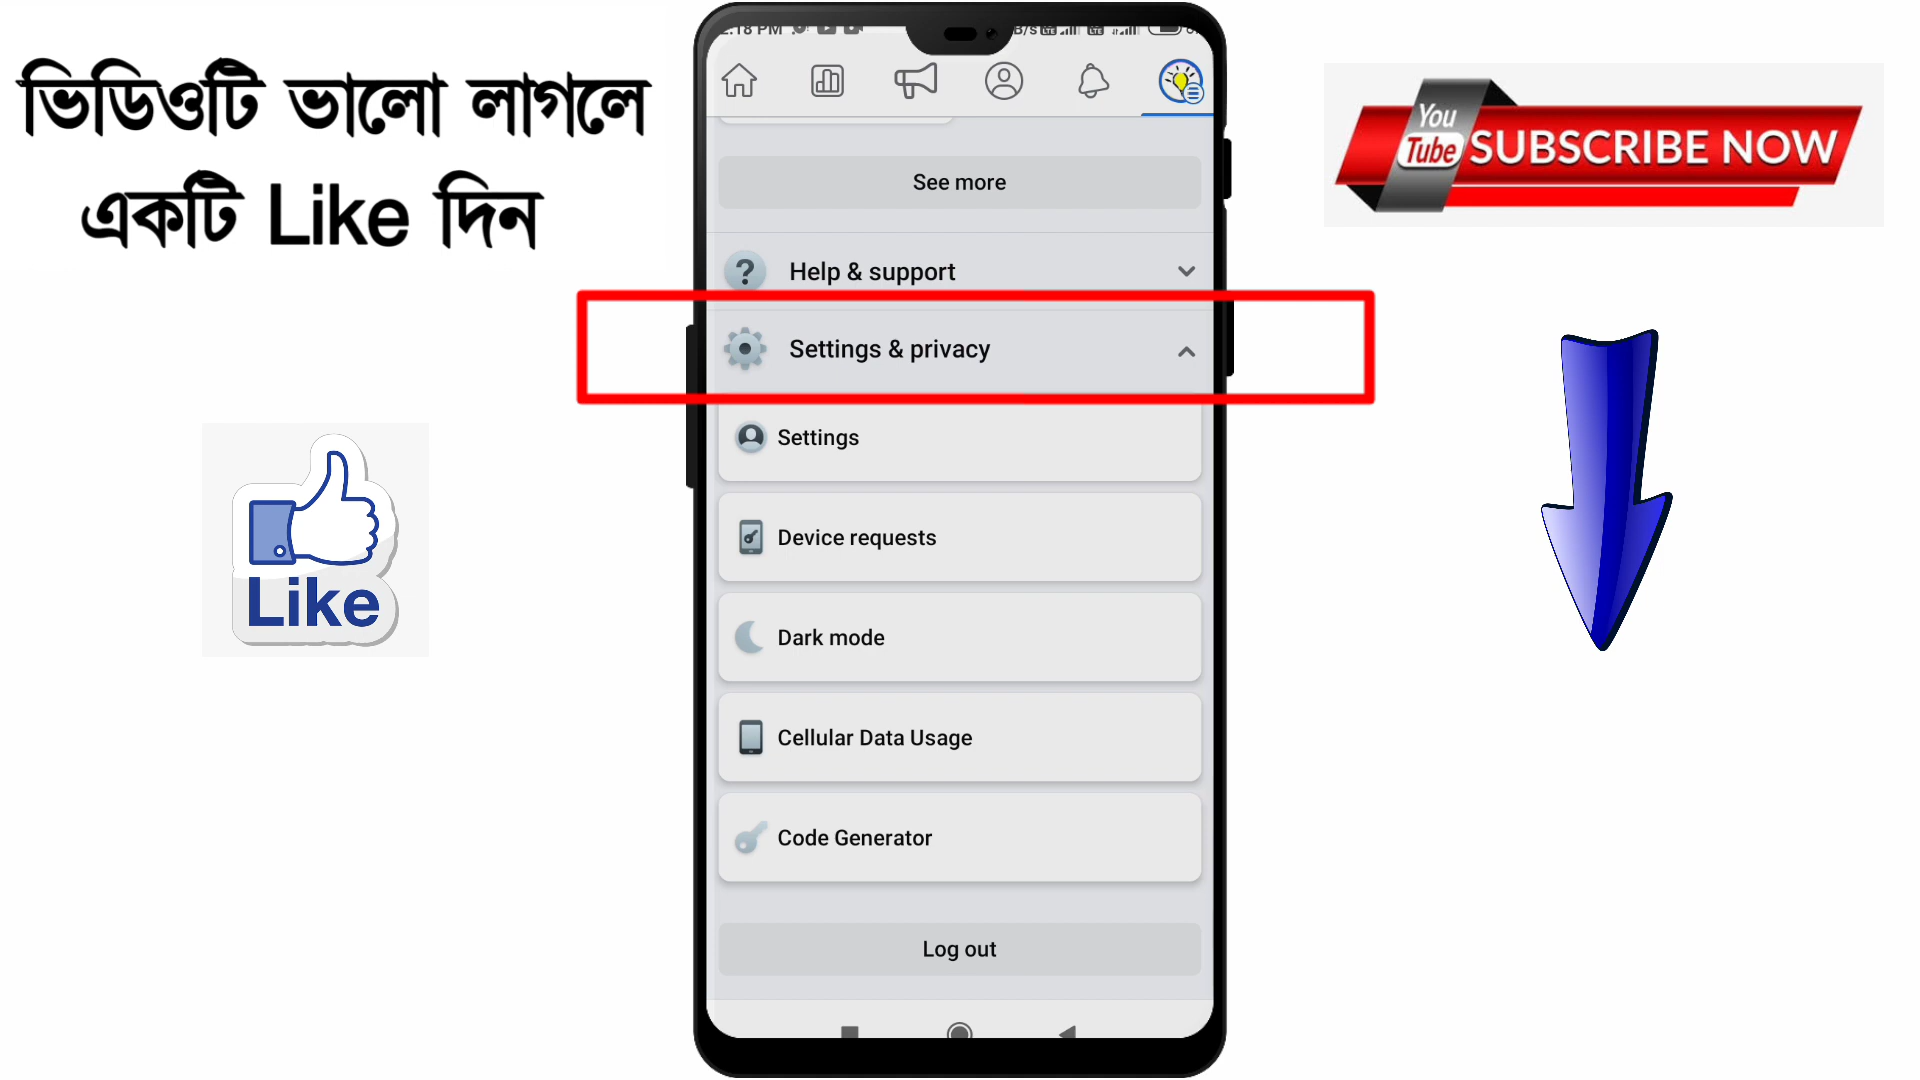 ভিডিওটি ভালো লাগলে
একটি Like দিন
Like
See more
Help & support
Settings & privacy
Settings
Device requests
Dark mode
Cellular Data Usage
Code Generator
Log out
You
Tube SUBSCRIBE NOW